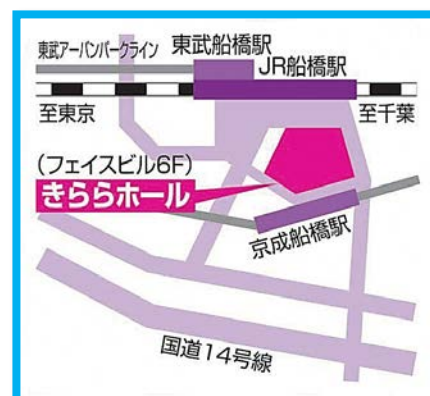 東武アーバンパークライン
東武船橋駅
JR船橋駅
至東京
至千葉
(フェイスビル6F)
きららホール
京成船橋駅
国道14号線